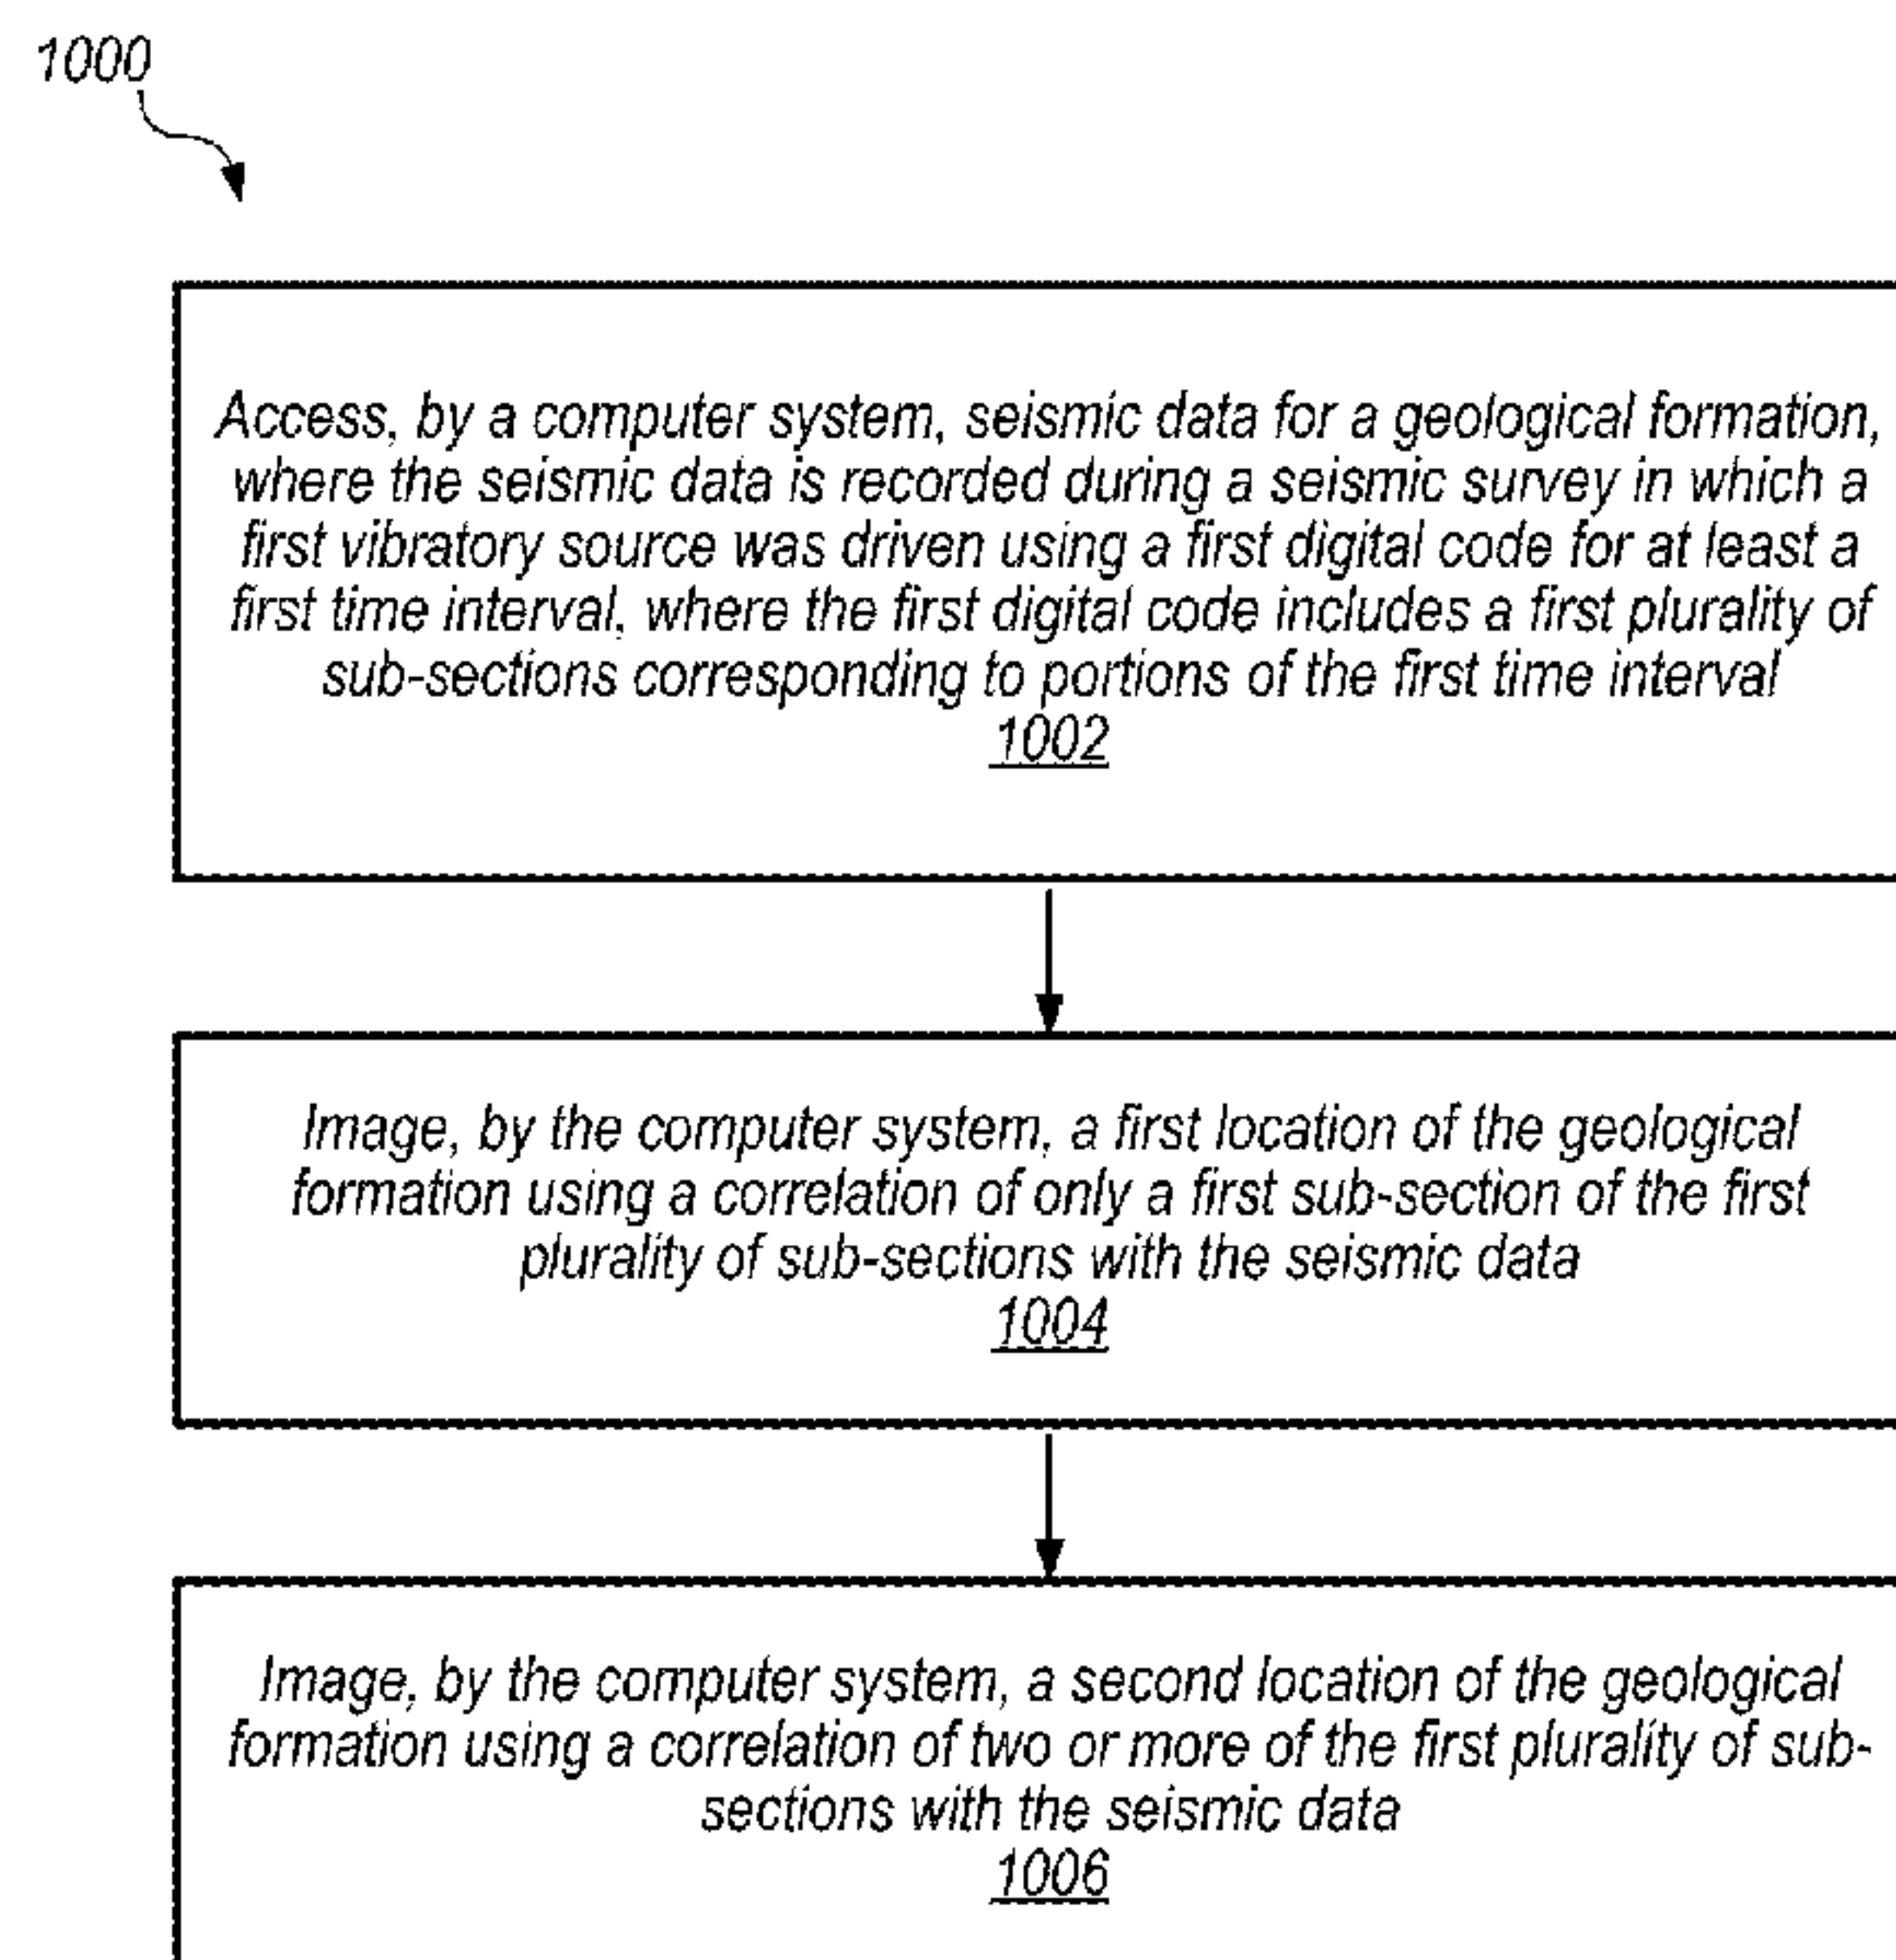 1000
Access, by a computer system, seismic data for a geological formation,
where the seismic data is recorded during a seismic survey in which a
first vibratory source was driven using a first digital code for at least a
first time interval, where the first digital code includes a first plurality of
sub-sections corresponding to portions of the first time interval
1002
Image, by the computer system, a first location of the geological
formation using a correlation of only a first sub-section of the first
plurality of sub-sections with the seismic data
1004
Image, by the computer system, a second location of the geological
formation using a correlation of two or more of the first plurality of sub-
sections with the seismic data
1006